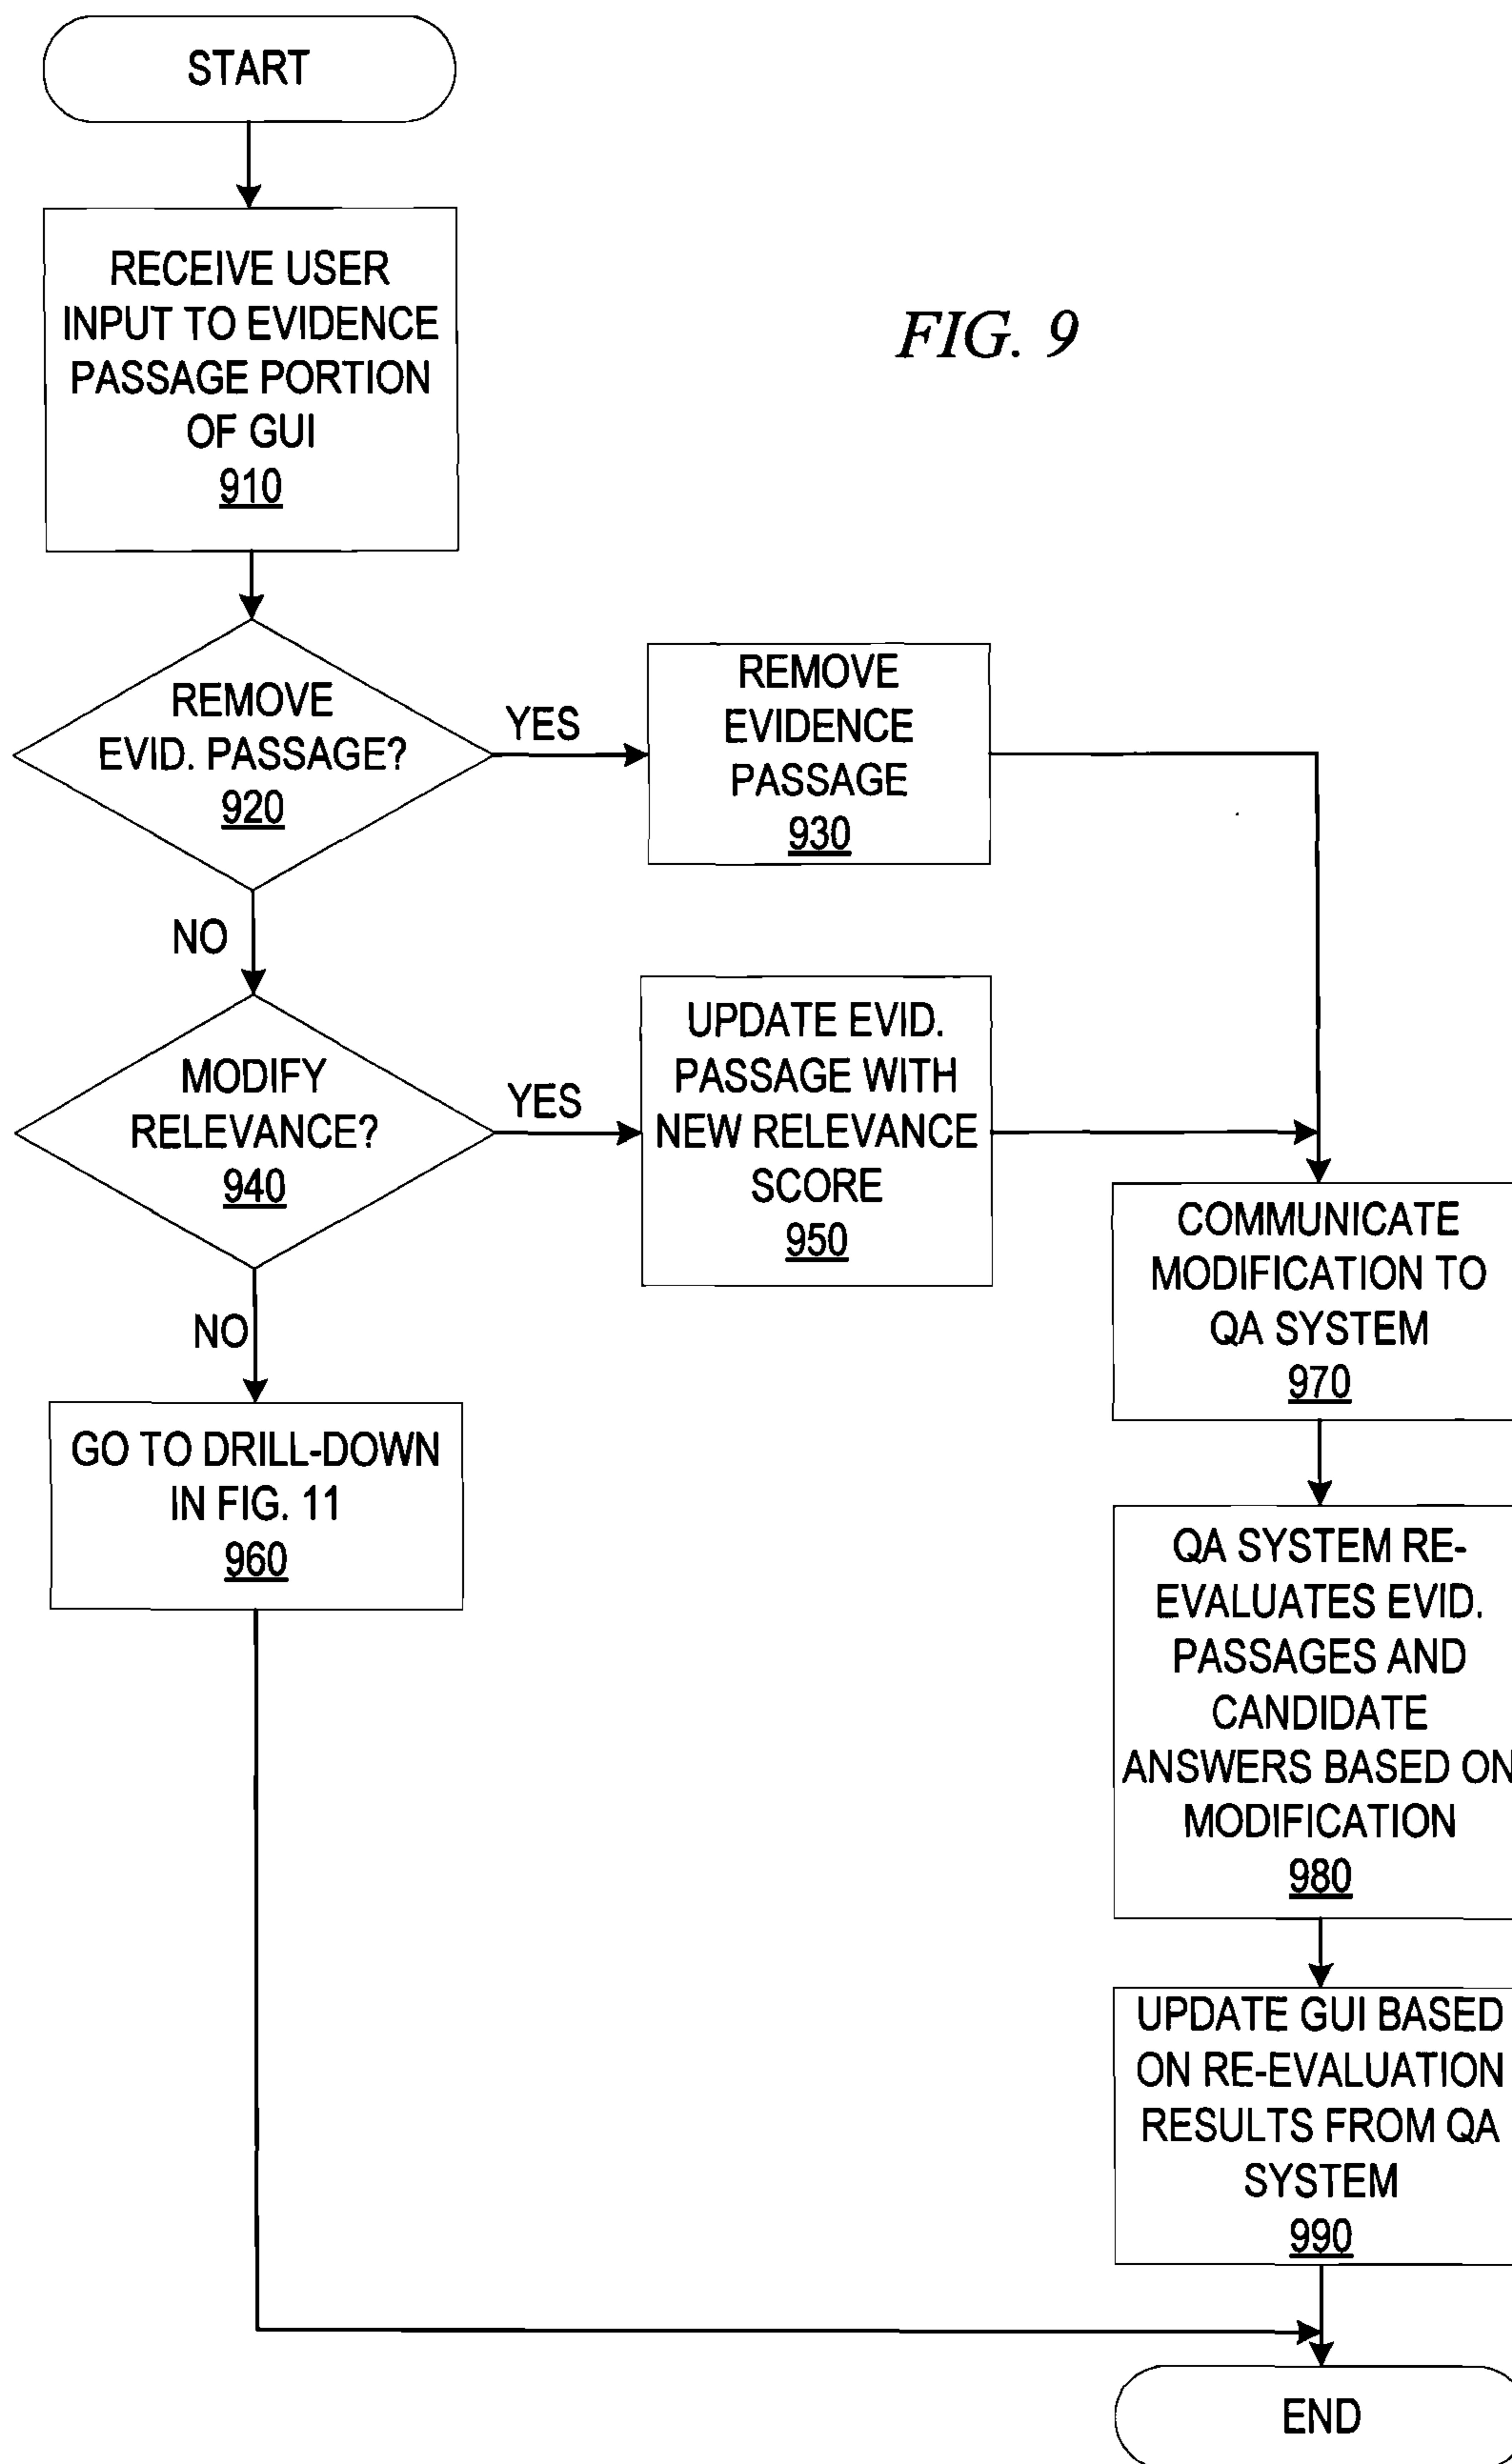 START
RECEIVE USER
INPUT TO EVIDENCE
PASSAGE PORTION
OF GUI
910
FIG. 9
REMOVE
EVID. PASSAGE?
920
YES
REMOVE
EVIDENCE
PASSAGE
930
NO
MODIFY
RELEVANCE?
940
YES
UPDATE EVID.
PASSAGE WITH
NEW RELEVANCE
SCORE
950
NO
GO TO DRILL-DOWN
IN FIG. 11
960
COMMUNICATE
MODIFICATION TO
QA SYSTEM
970
QA SYSTEM RE-
EVALUATES EVID.
PASSAGES AND
CANDIDATE
ANSWERS BASED ON
MODIFICATION
980
UPDATE GUI BASED
ON RE-EVALUATION
RESULTS FROM QA
SYSTEM
990
END